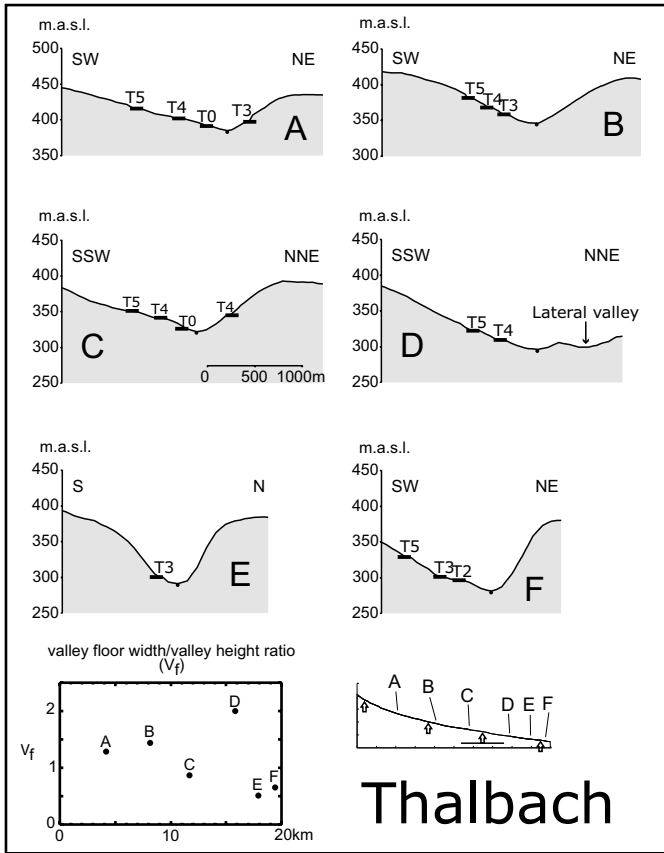 m.a.s.l.
500
450
400
350
SW
NE
T5
T4
T0
T3
A
m.a.s.l.
450
400
350
300
SW
NE
T5
T4
T3
B
m.a.s.l.
450
400
350
300
250
SSW
NNE
T5
T4
T0
T4
C
0 500 1000m
m.a.s.l.
450
400
350
300
250
SSW
NNE
T5
T4
Lateral valley
D
m.a.s.l.
450
400
350
300
250
S
N
T3
E
m.a.s.l.
450
400
350
300
250
SW
NE
T5
T3
T2
F
valley floor width/valley height ratio
(Vf)
2
1
0
Vf
A
B
C
D
E
F
0 10 20km
A B C D E F
Thalbach